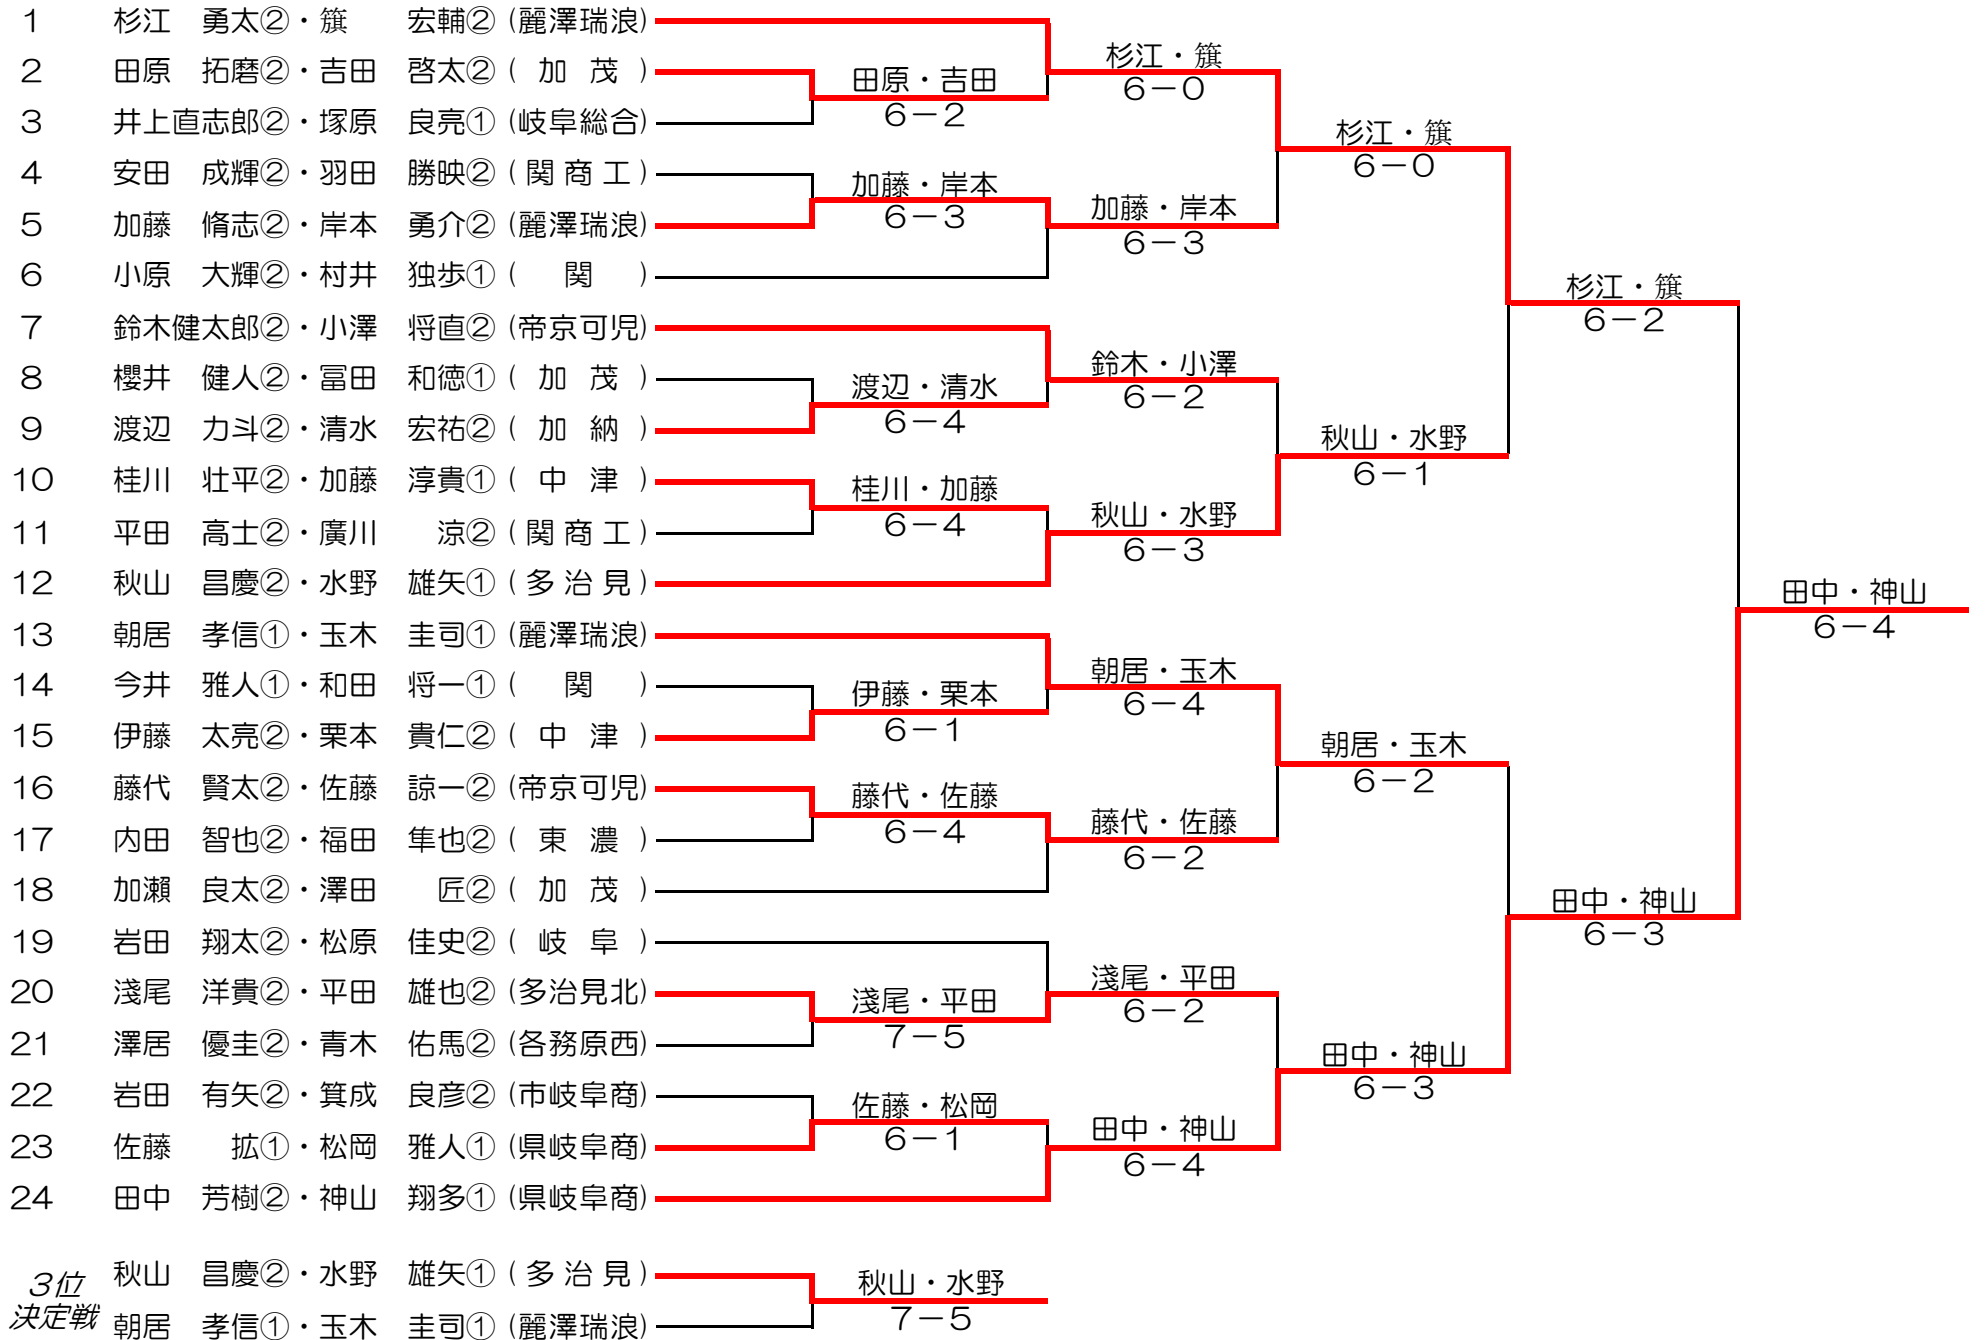 1 杉江 勇太②・籏 宏輔② (麗澤瑞浪)
2 田原 拓磨②・吉田 啓太② ( 加 茂 )
3 井上直志郎②・塚原 良亮① (岐阜総合)
4 安田 成輝②・羽田 勝映② ( 関 商 工 )
5 加藤 脩志②・岸本 勇介② (麗澤瑞浪)
6 小原 大輝②・村井 独歩① ( 関 )
7 鈴木健太郎②・小澤 将直② (帝京可児)
8 櫻井 健人②・冨田 和徳① ( 加 茂 )
9 渡辺 力斗②・清水 宏祐② ( 加 納 )
10 桂川 壮平②・加藤 淳貴① ( 中 津 )
11 平田 高士②・廣川 涼② ( 関 商 工 )
12 秋山 昌慶②・水野 雄矢① ( 多 治 見 )
13 朝居 孝信①・玉木 圭司① (麗澤瑞浪)
14 今井 雅人①・和田 将一① ( 関 )
15 伊藤 太亮②・栗本 貴仁② ( 中 津 )
16 藤代 賢太②・佐藤 諒一② (帝京可児)
17 内田 智也②・福田 隼也② ( 東 濃 )
18 加瀬 良太②・澤田 匠② ( 加 茂 )
19 岩田 翔太②・松原 佳史② ( 岐 阜 )
20 淺尾 洋貴②・平田 雄也② (多治見北)
21 澤居 優圭②・青木 佑馬② (各務原西)
22 岩田 有矢②・箕成 良彦② (市岐阜商)
23 佐藤 拡①・松岡 雅人① (県岐阜商)
24 田中 芳樹②・神山 翔多① (県岐阜商)
田原・吉田
6−2
加藤・岸本
6−3
渡辺・清水
6−4
桂川・加藤
6−4
伊藤・栗本
6−1
藤代・佐藤
6−4
淺尾・平田
7−5
佐藤・松岡
6−1
杉江・籏
6−0
加藤・岸本
6−3
鈴木・小澤
6−2
秋山・水野
6−3
朝居・玉木
6−4
藤代・佐藤
6−2
淺尾・平田
6−2
田中・神山
6−4
杉江・籏
6−0
秋山・水野
6−1
朝居・玉木
6−2
田中・神山
6−3
杉江・籏
6−2
田中・神山
6−3
田中・神山
6−4
3位
決定戦
秋山 昌慶②・水野 雄矢① ( 多 治 見 )
朝居 孝信①・玉木 圭司① (麗澤瑞浪)
秋山・水野
7−5